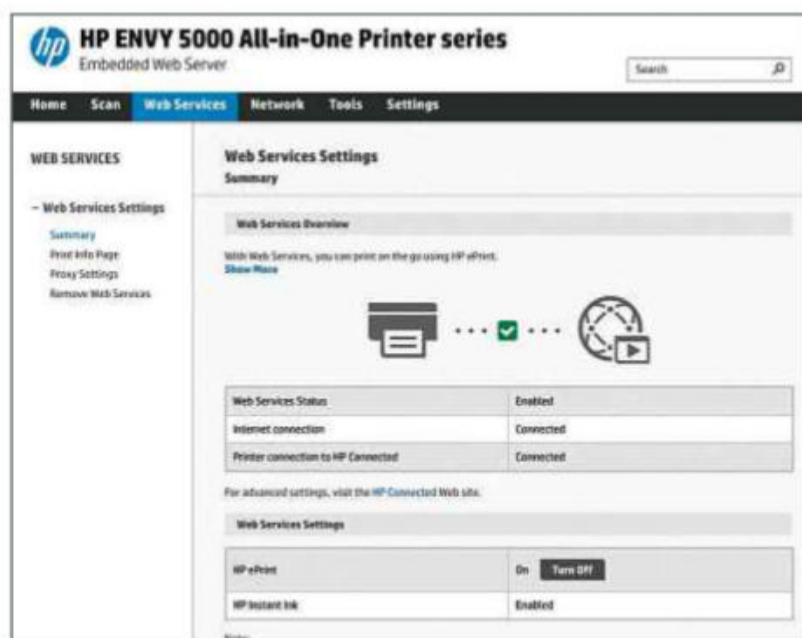 hp
HP ENVY 5000 All-in-One Printer series
Embedded Web Server
Search
Home Scan Web Services Network Tools Settings
WEB SERVICES
– Web Services Settings
Summary
Print Info Page
Proxy Settings
Remove Web Services
Web Services Settings
Summary
Web Services Overview
With Web Services, you can print on the go using HP ePrint.
Show More
Web Services Status Enabled
Internet connection Connected
Printer connection to HP Connected Connected
For advanced settings, visit the HP Connected Web site.
Web Services Settings
HP ePrint On Turn Off
HP Instant Ink Enabled